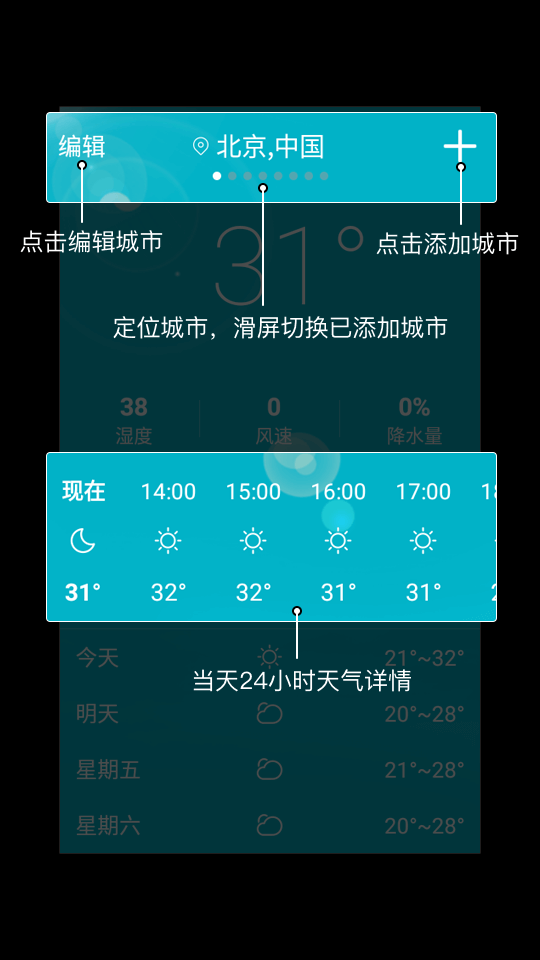 编辑 北京,中国
点击编辑城市 点击添加城市
31°
定位城市，滑屏切换已添加城市
38 0 0%
湿度 风速 降水量
现在 14:00 15:00 16:00 17:00
31° 32° 32° 31° 31°
今天 21°~32°
当天24小时天气详情
明天 20°~28°
星期五 21°~28°
星期六 20°~28°